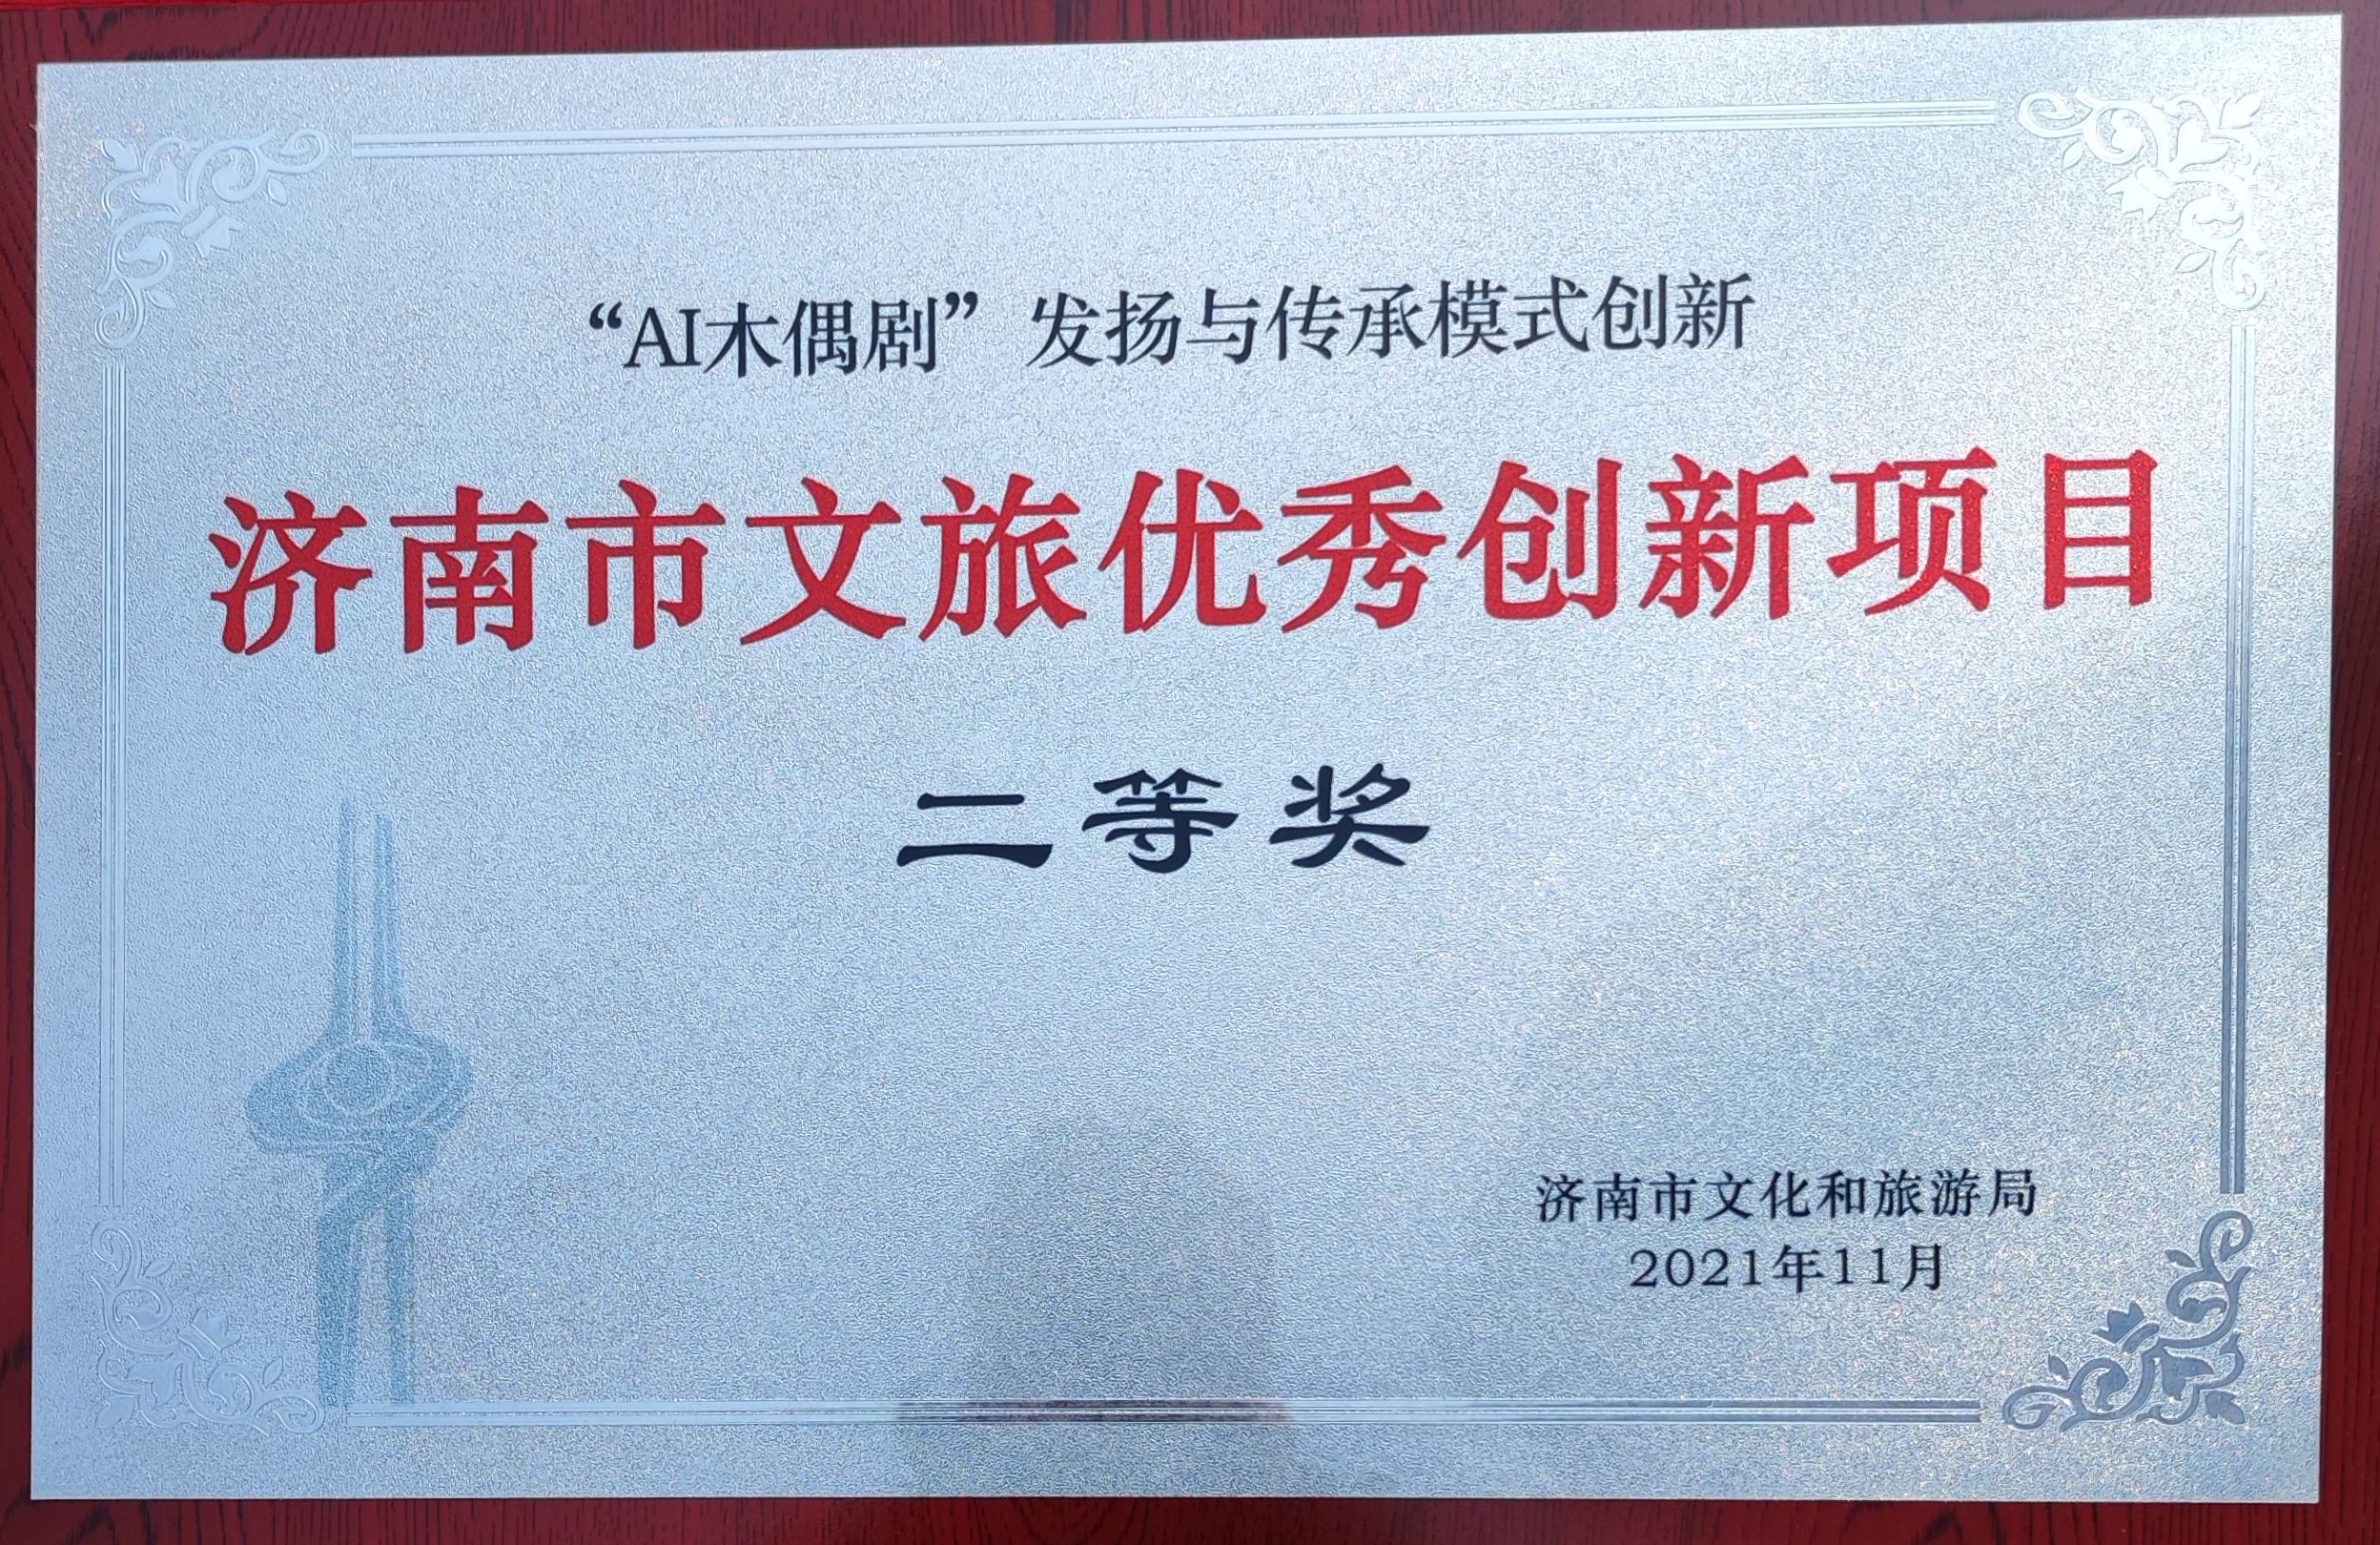 “AI木偶剧”发扬与传承模式创新
济南市文旅优秀创新项目
二等奖
济南市文化和旅游局
2021年11月